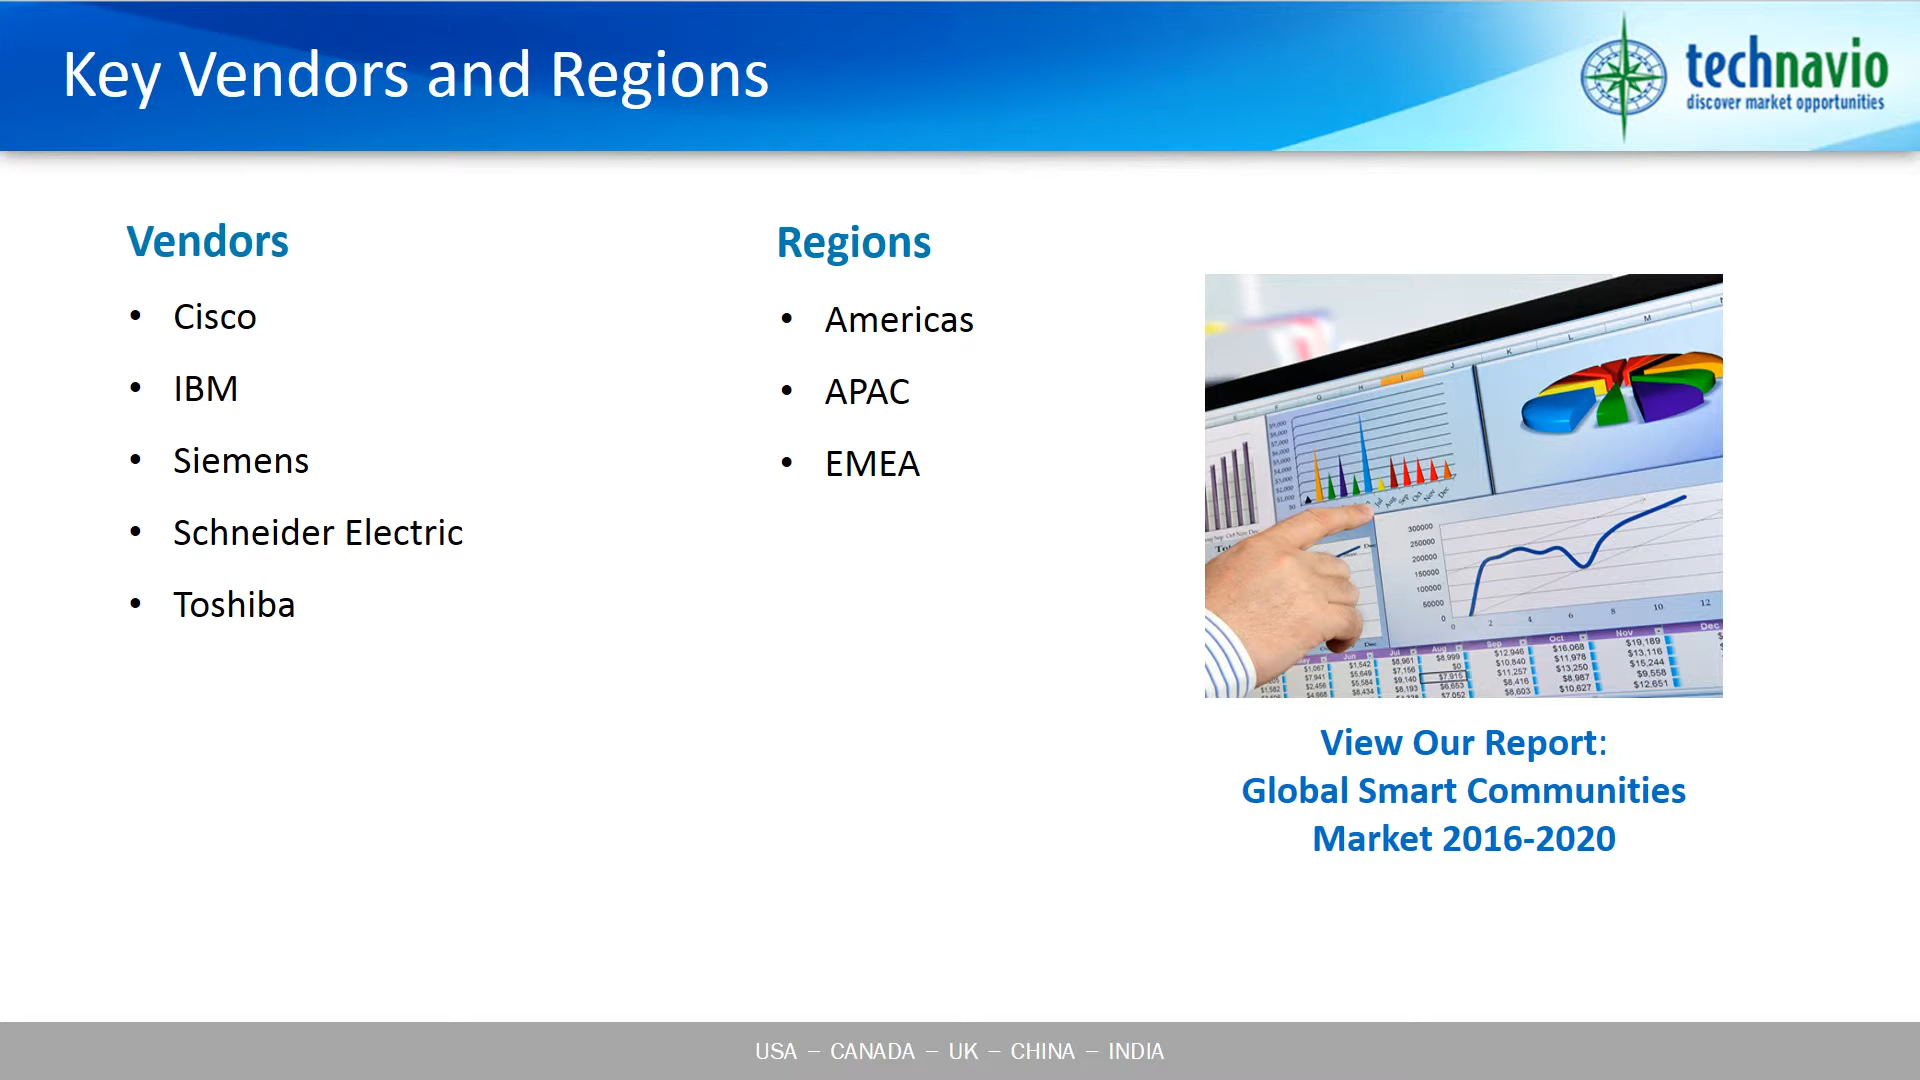 Key Vendors and Regions
technavio
discover market opportunities
Vendors
• Cisco
• IBM
• Siemens
• Schneider Electric
• Toshiba
Regions
• Americas
• APAC
• EMEA
View Our Report:
Global Smart Communities
Market 2016-2020
USA – CANADA – UK – CHINA – INDIA